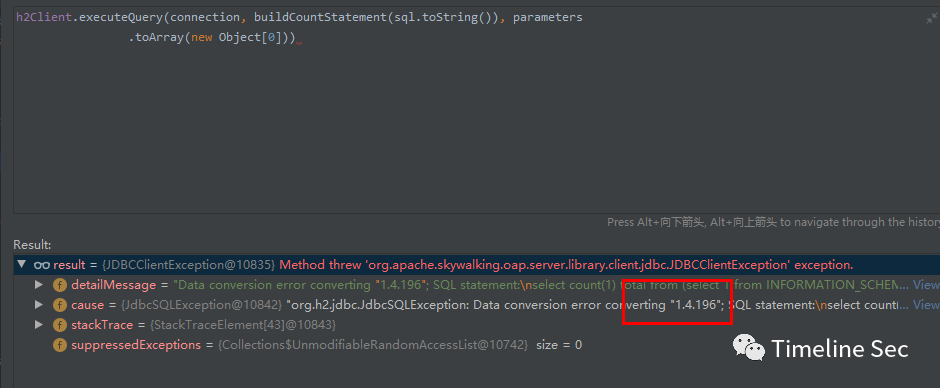 h2Client.executeQuery(connection, buildCountStatement(sql.toString()), parameters
.toArray(new Object[0]))
Press Alt+向下箭头, Alt+向上箭头 to navigate through the history
Result:
result = {JDBCClientException@10835} Method threw 'org.apache.skywalking.oap.server.library.client.jdbc.JDBCClientException' exception.
f detailMessage = "Data conversion error converting "1.4.196"; SQL statement:\nselect count(1) total from (select 1 from INFORMATION_SCHEM... View
f cause = {JdbcSQLException@10842} "org.h2.jdbc.JdbcSQLException: Data conversion error converting "1.4.196"; SQL statement:\nselect count(... View
f stackTrace = {StackTraceElement[43]@10843}
f suppressedExceptions = {Collections$UnmodifiableRandomAccessList@10742} size = 0
Timeline Sec